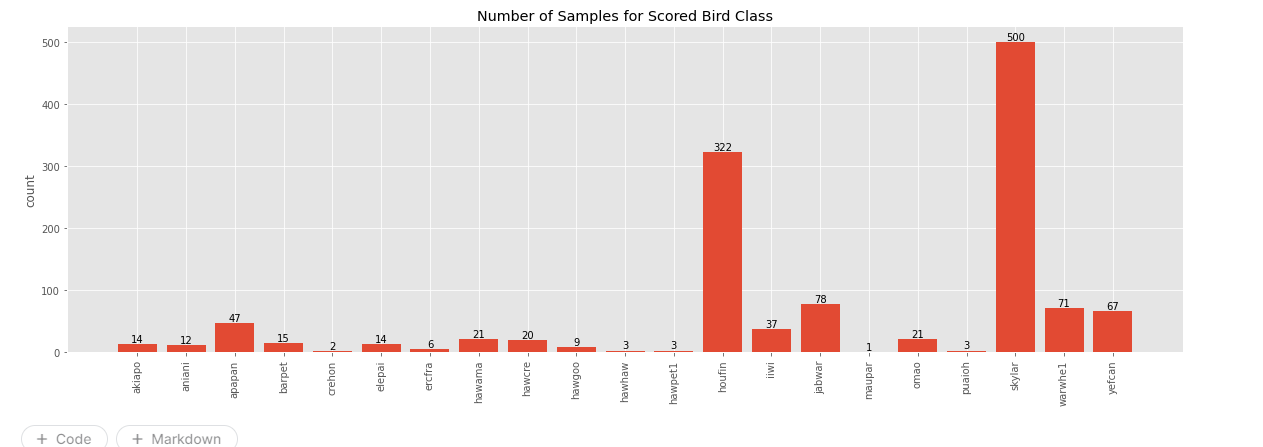 Number of Samples for Scored Bird Class
500
400
300
200
100
0
count
14
12
47
15
2
14
6
21
20
9
3
3
322
37
78
1
21
3
500
71
67
akiapo
aniani
apapan
barpet
crehon
elepai
ercfra
hawama
hawcre
hawgoo
hawhaw
hawpet1
houfin
iiwi
jabwar
maupar
omao
puaioh
skylar
warwhe1
yefcan
+ Code
+ Markdown